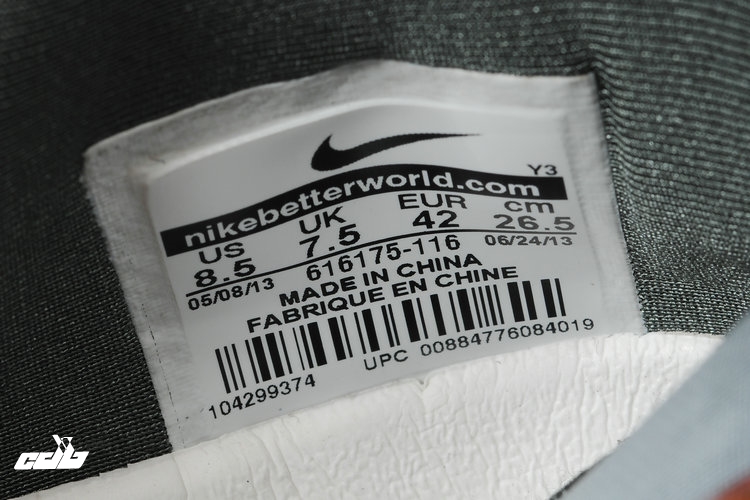 Y3
nikebetterworld.com
US UK EUR cm
8.5 7.5 42 26.5
05/08/13 616175-116 06/24/13
MADE IN CHINA
FABRIQUE EN CHINE
104299374 UPC 00884776084019
cdb